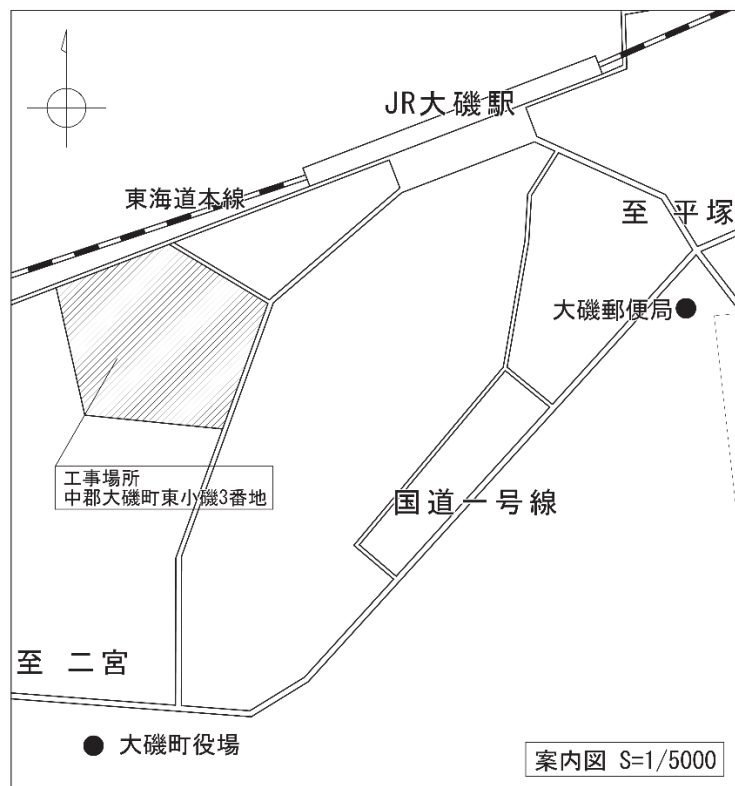 JR大磯駅
東海道本線
至 平塚
大磯郵便局
工事場所
中郡大磯町東小磯3番地
国道一号線
至 二宮
大磯町役場
案内図 S=1/5000